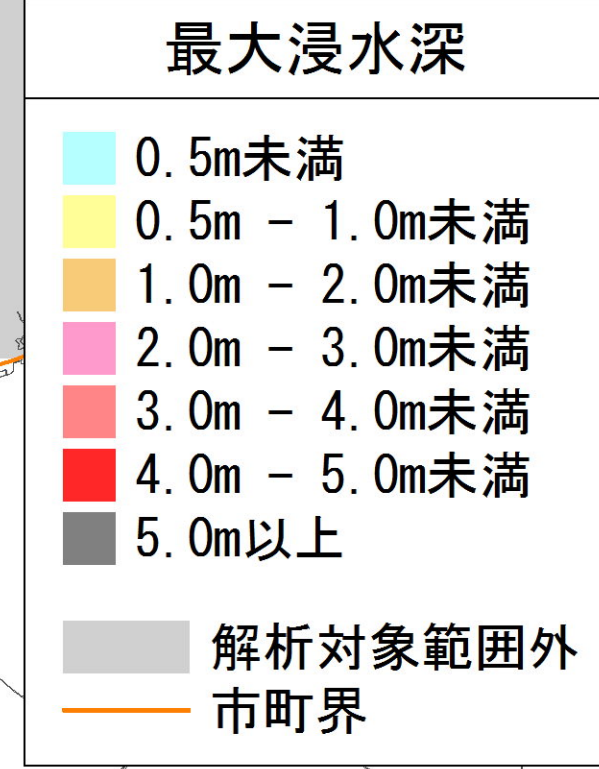 最大浸水深
0.5m未満
0.5m － 1.0m未満
1.0m － 2.0m未満
2.0m － 3.0m未満
3.0m － 4.0m未満
4.0m － 5.0m未満
5.0m以上
解析対象範囲外
市町界